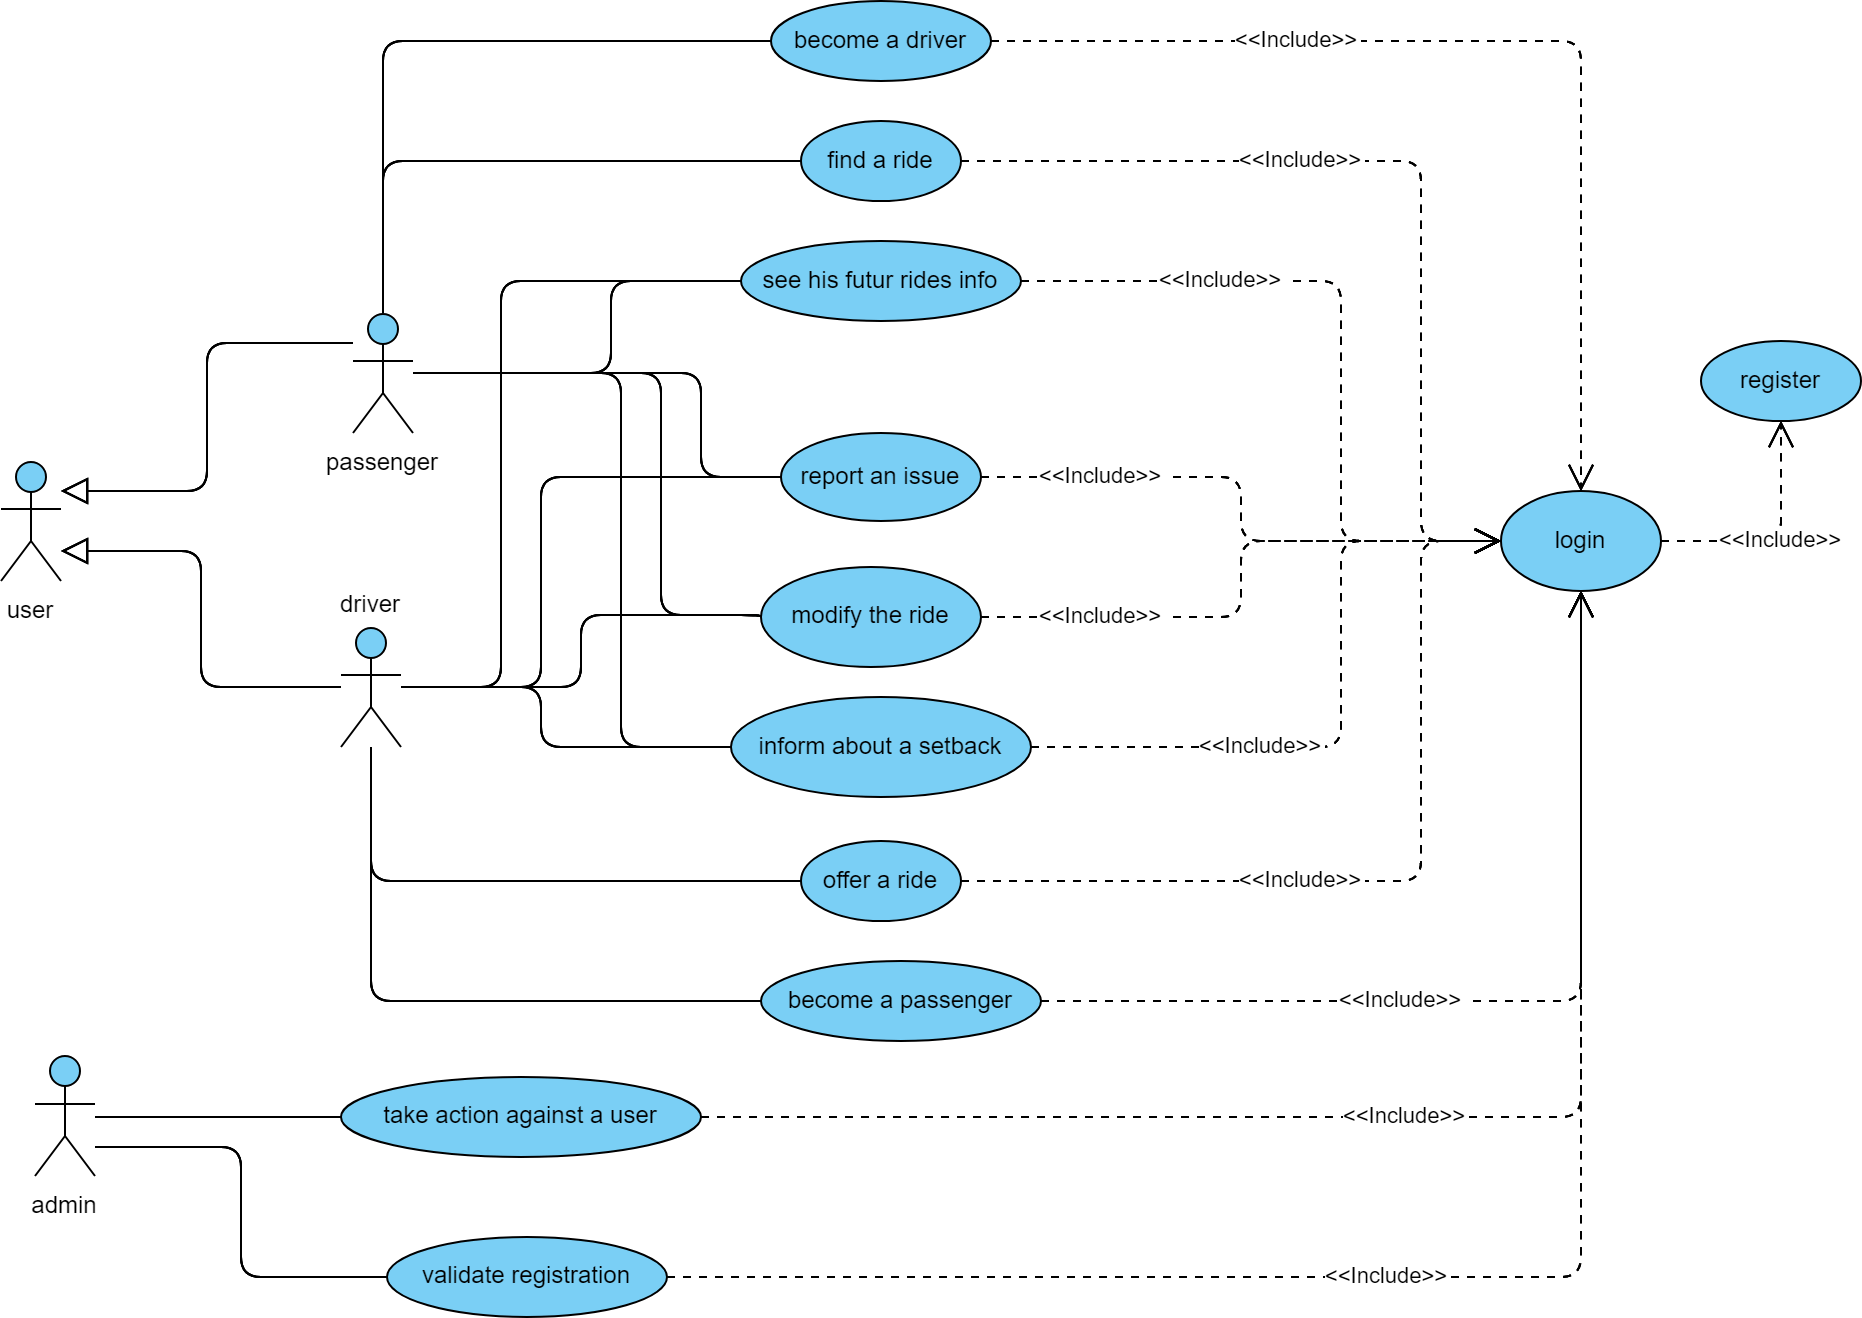 become a driver
<<Include>>
find a ride
<<Include>>
see his futur rides info
<<Include>>
register
passenger
report an issue
<<Include>>
login
<<Include>>
user
driver
modify the ride
<<Include>>
inform about a setback
<<Include>>
offer a ride
<<Include>>
become a passenger
<<Include>>
take action against a user
<<Include>>
admin
validate registration
<<Include>>